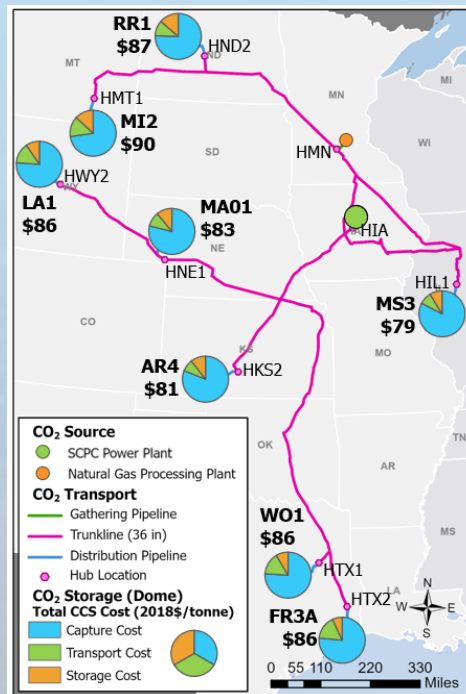 RR1
$87
HND2
MT
ND
MN
MI
HMT1
HMN
WI
MI2
$90
SD
HWY2
WY
LA1
$86
MA01
$83
HIA
NE
HNE1
HIL1
MS3
$79
CO
KS
MO
AR4
$81
HKS2
OK
AR
MS
WO1
$86
HTX1
LA
HTX2
FR3A
$86
CO₂ Source
SCPC Power Plant
Natural Gas Processing Plant
CO₂ Transport
Gathering Pipeline
Trunkline (36 in)
Distribution Pipeline
Hub Location
CO₂ Storage (Dome)
Total CCS Cost (2018$/tonne)
Capture Cost
Transport Cost
Storage Cost
N
W E
S
0 55 110 220 330
Miles